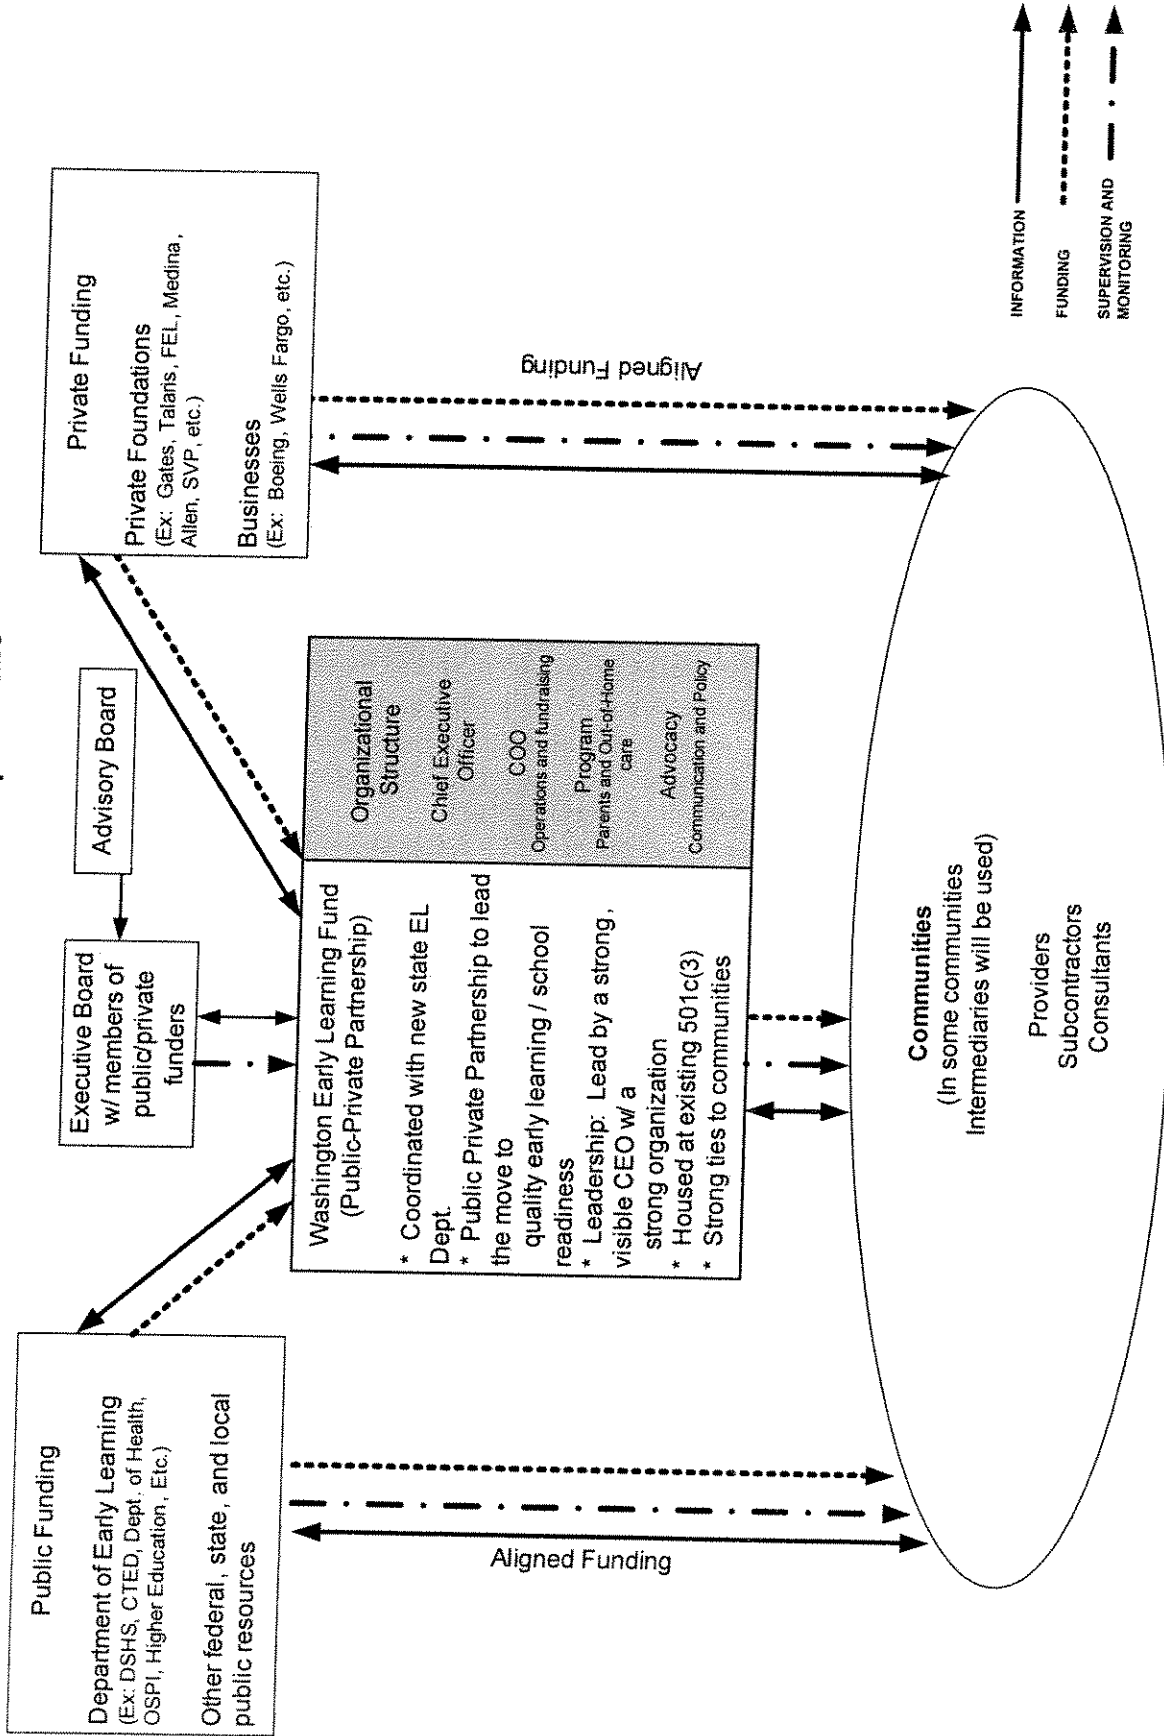 Public Funding
Department of Early Learning
(Ex: DSHS, CTED, Dept. of Health,
OSPI, Higher Education, Etc.)
Other federal, state, and local
public resources
Executive Board
w/ members of
public/private
funders
Advisory Board
Private Funding
Private Foundations
(Ex: Gates, Talaris, FEL, Medina,
Allen, SVP, etc.)
Businesses
(Ex: Boeing, Wells Fargo, etc.)
Washington Early Learning Fund
(Public-Private Partnership)
* Coordinated with new state EL
Dept.
* Public Private Partnership to lead
the move to
quality early learning / school
readiness
* Leadership: Lead by a strong,
visible CEO w/ a
strong organization
* Housed at existing 501c(3)
* Strong ties to communities
Organizational
Structure
Chief Executive
Officer
COO
Operations and fundraising
Program
Parents and Out-of-Home
care
Advocacy
Communication and Policy
Aligned Funding
Aligned Funding
Communities
(In some communities
Intermediaries will be used)
Providers
Subcontractors
Consultants
INFORMATION
FUNDING
SUPERVISION AND
MONITORING